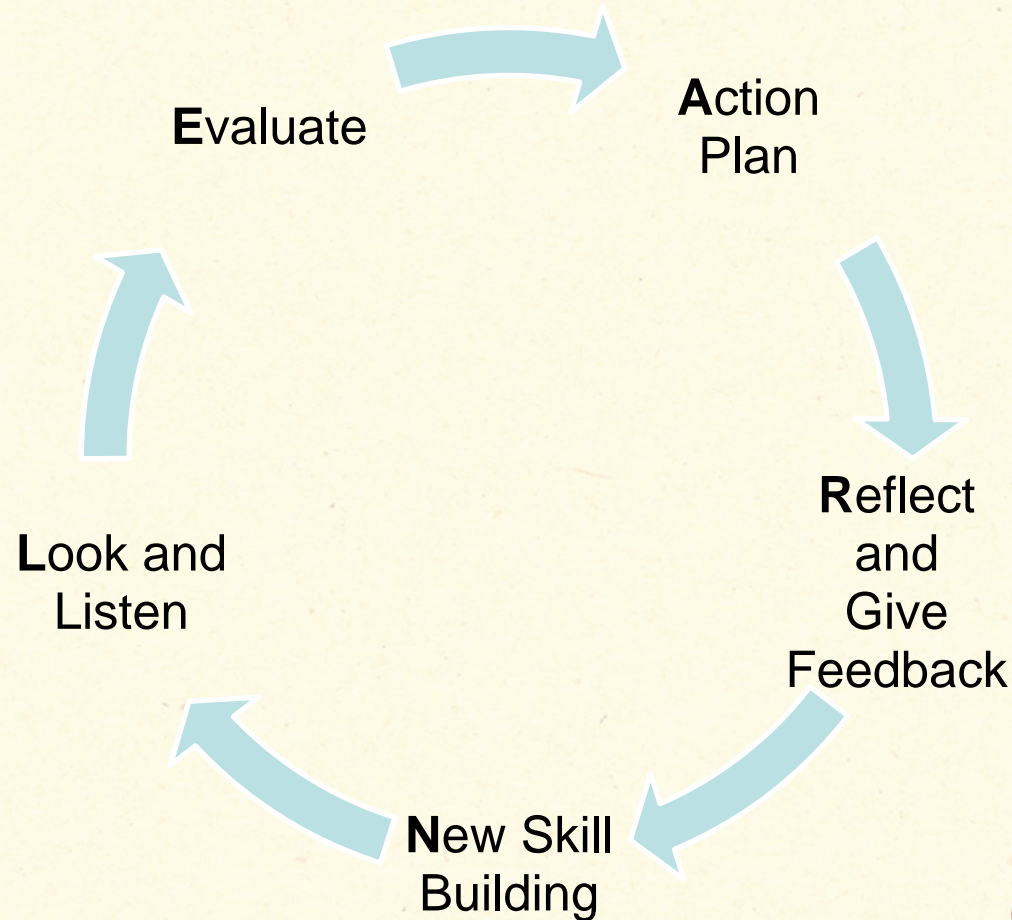 Evaluate
Action
Plan
Reflect
and
Give
Feedback
New Skill
Building
Look and
Listen